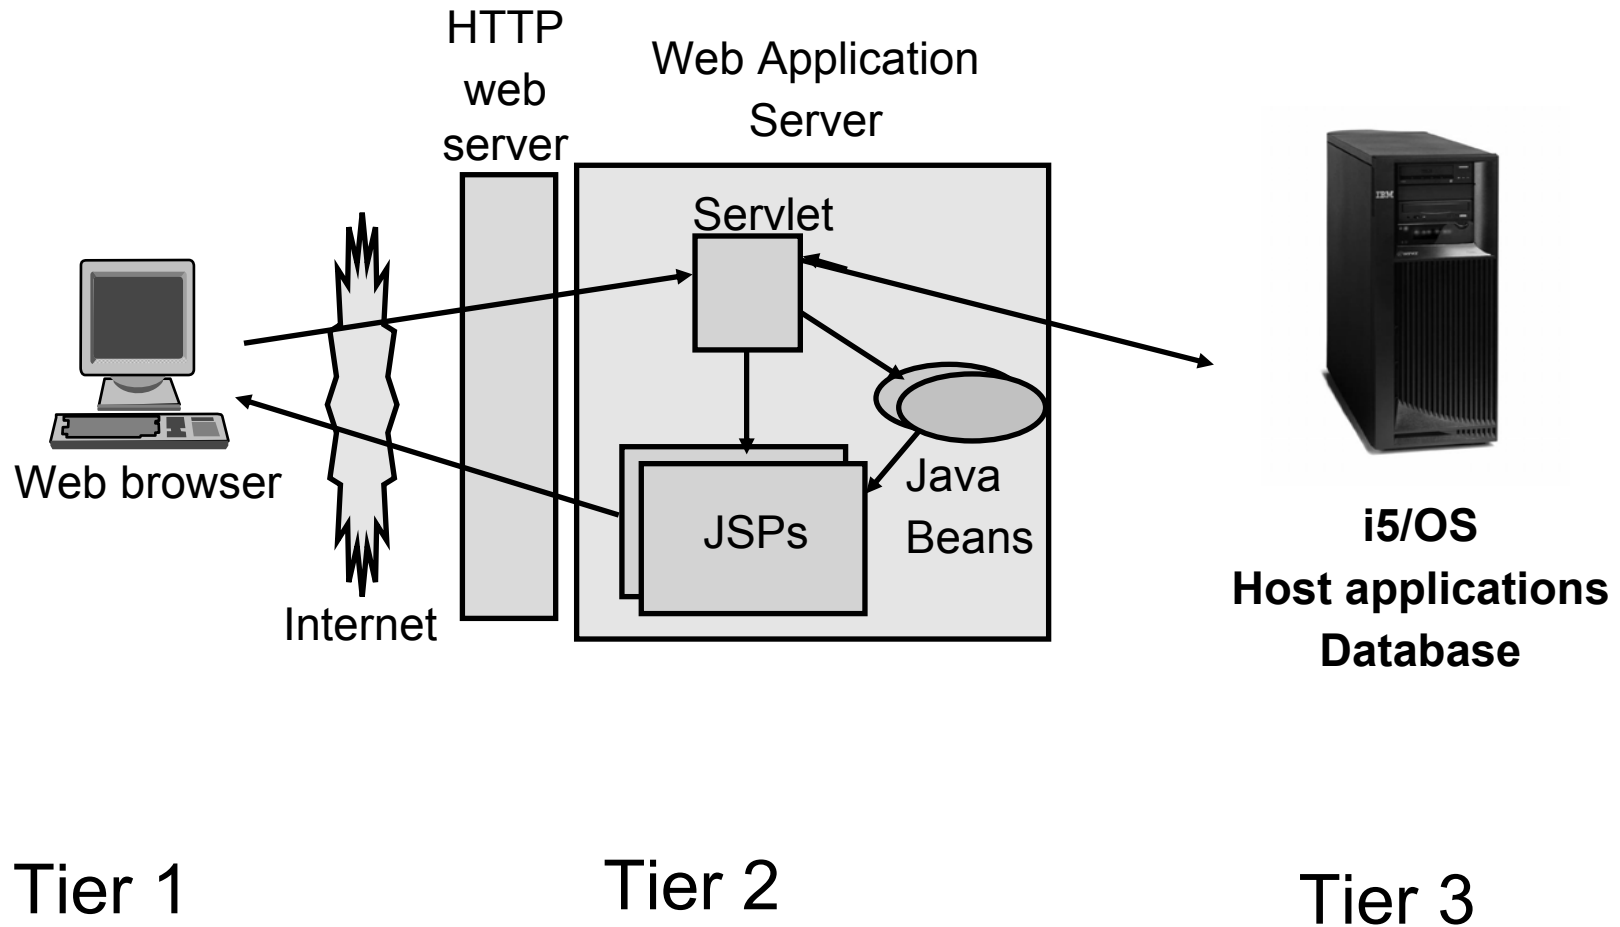 HTTP
web
server
Web Application
Server
Servlet
IBM
Web browser
Internet
JSPs
Java
Beans
i5/OS
Host applications
Database
Tier 1
Tier 2
Tier 3